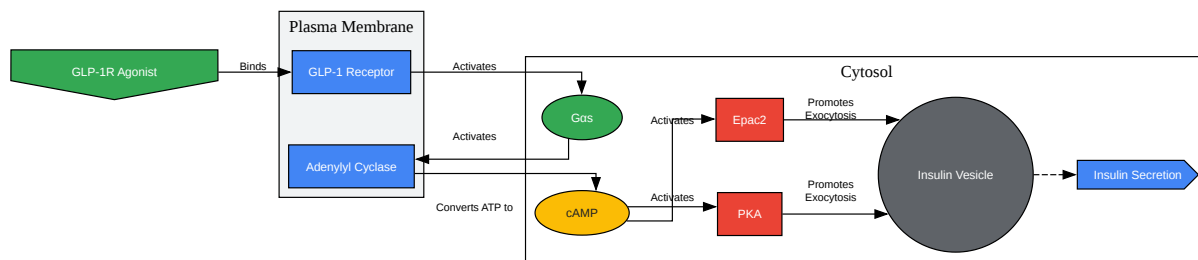 Plasma Membrane
GLP-1R Agonist
Binds
GLP-1 Receptor
Activates
Cytosol
Gαs
Activates
Adenylyl Cyclase
Converts ATP to
cAMP
Activates
Epac2
Promotes
Exocytosis
Activates
PKA
Promotes
Exocytosis
Insulin Vesicle
Insulin Secretion